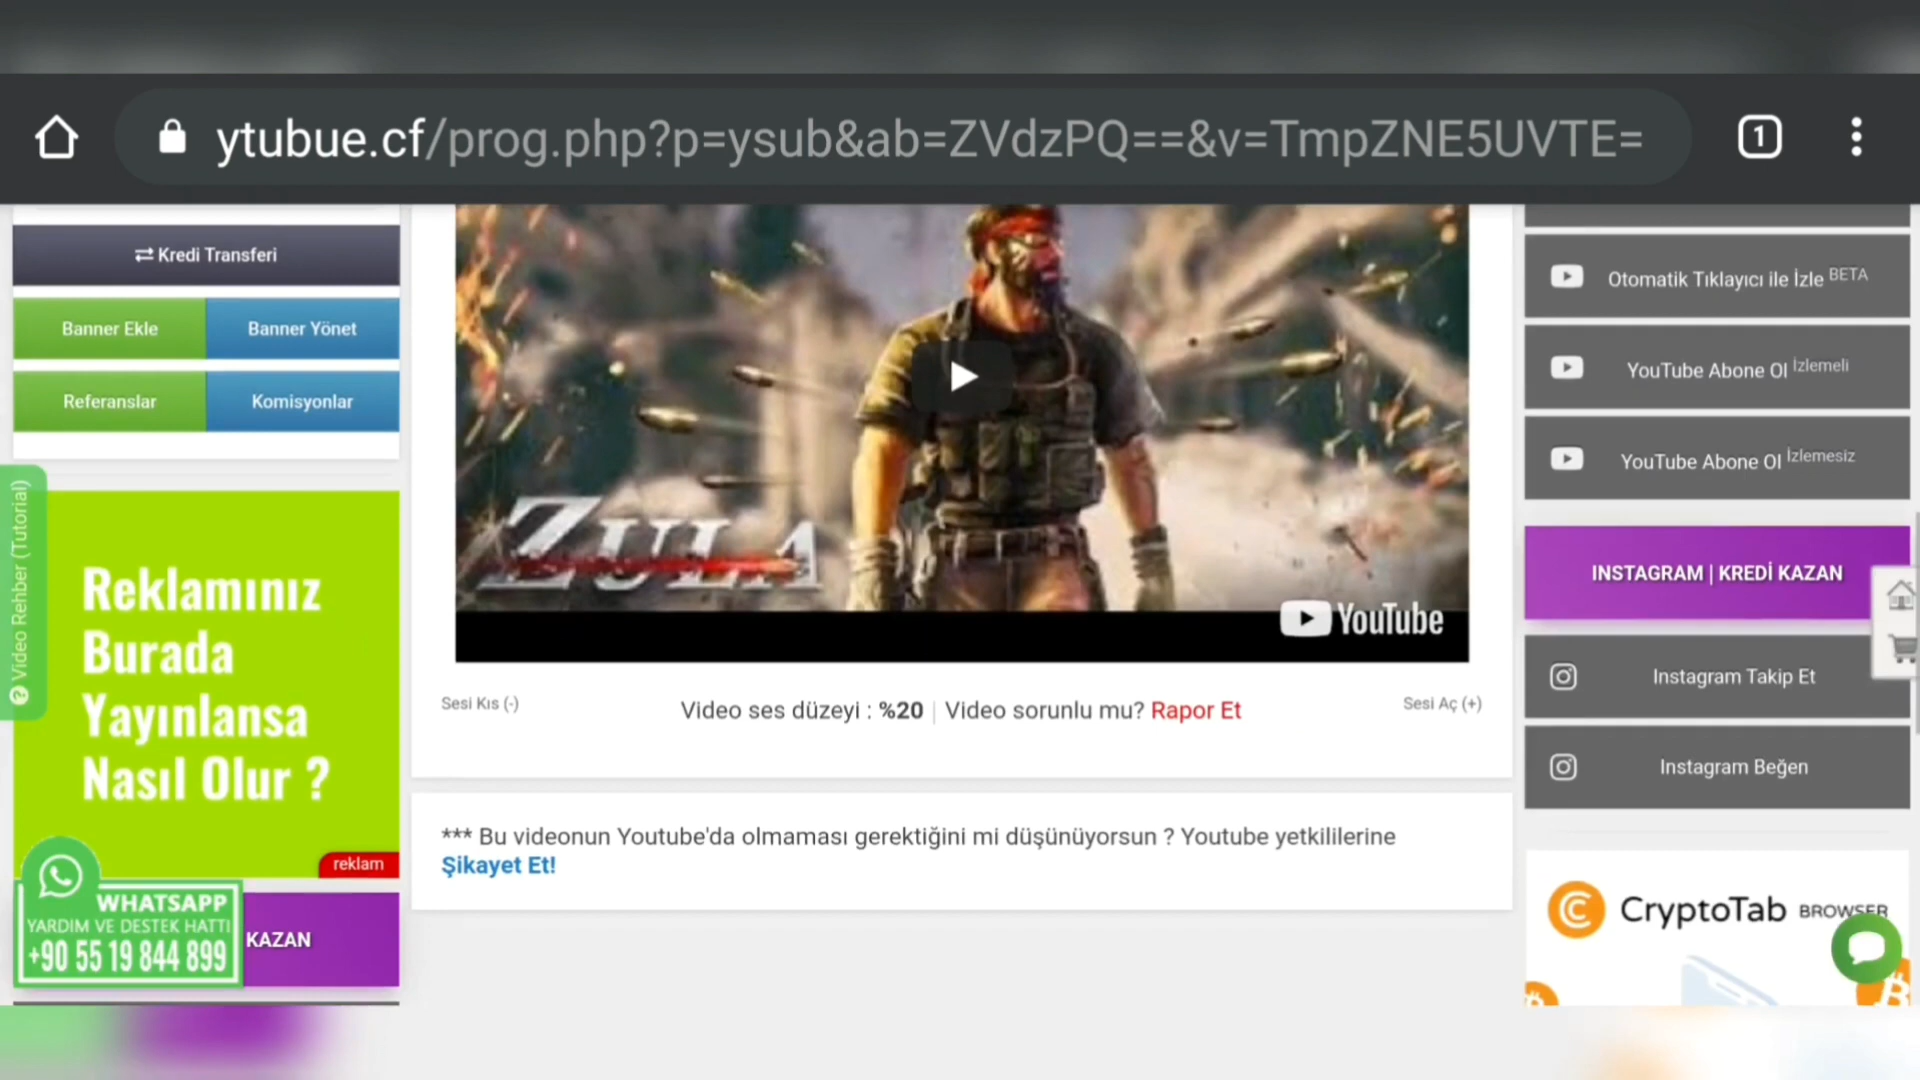 ytubue.cf/prog.php?p=ysub&ab=ZVdzPQ==&v=TmpZNE5UVTE=
1
Kredi Transferi
Banner Ekle
Banner Yönet
Referanslar
Komisyonlar
Video Rehber (Tutorial)
Reklamınız
Burada
Yayınlansa
Nasıl Olur ?
reklam
WHATSAPP
YARDIM VE DESTEK HATTI
+90 55 19 844 899
KAZAN
ZULA
YouTube
Sesi Kıs (-)
Video ses düzeyi : %20 | Video sorunlu mu? Rapor Et
Sesi Aç (+)
*** Bu videonun Youtube'da olmaması gerektiğini mi düşünüyorsun ? Youtube yetkililerine
Şikayet Et!
Otomatik Tıklayıcı ile İzle BETA
YouTube Abone Ol İzlemeli
YouTube Abone Ol İzlemesiz
INSTAGRAM | KREDİ KAZAN
Instagram Takip Et
Instagram Beğen
CryptoTab BROWSER